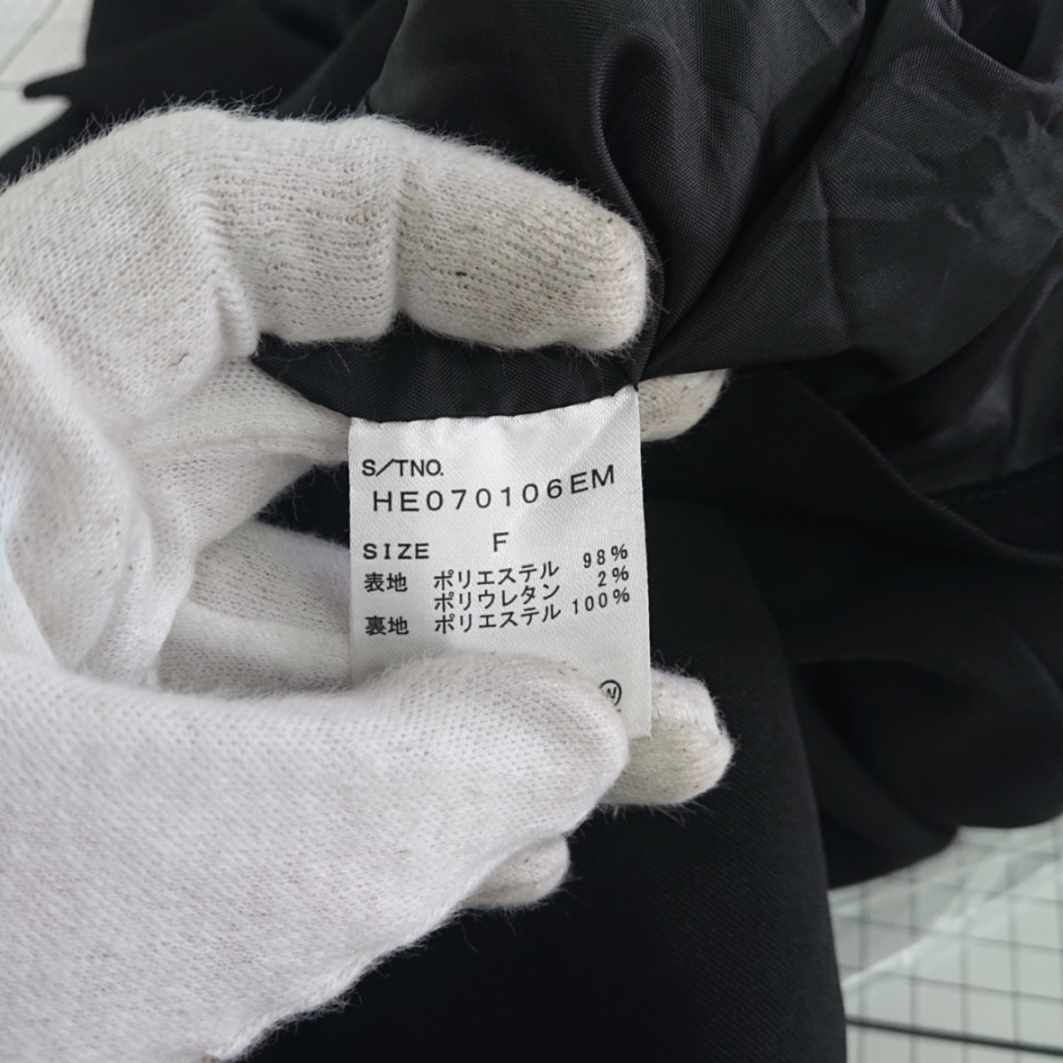 S/TNO.
HE070106EM
SIZE F
表地 ポリエステル 98%
ポリウレタン 2%
裏地 ポリエステル 100%
W